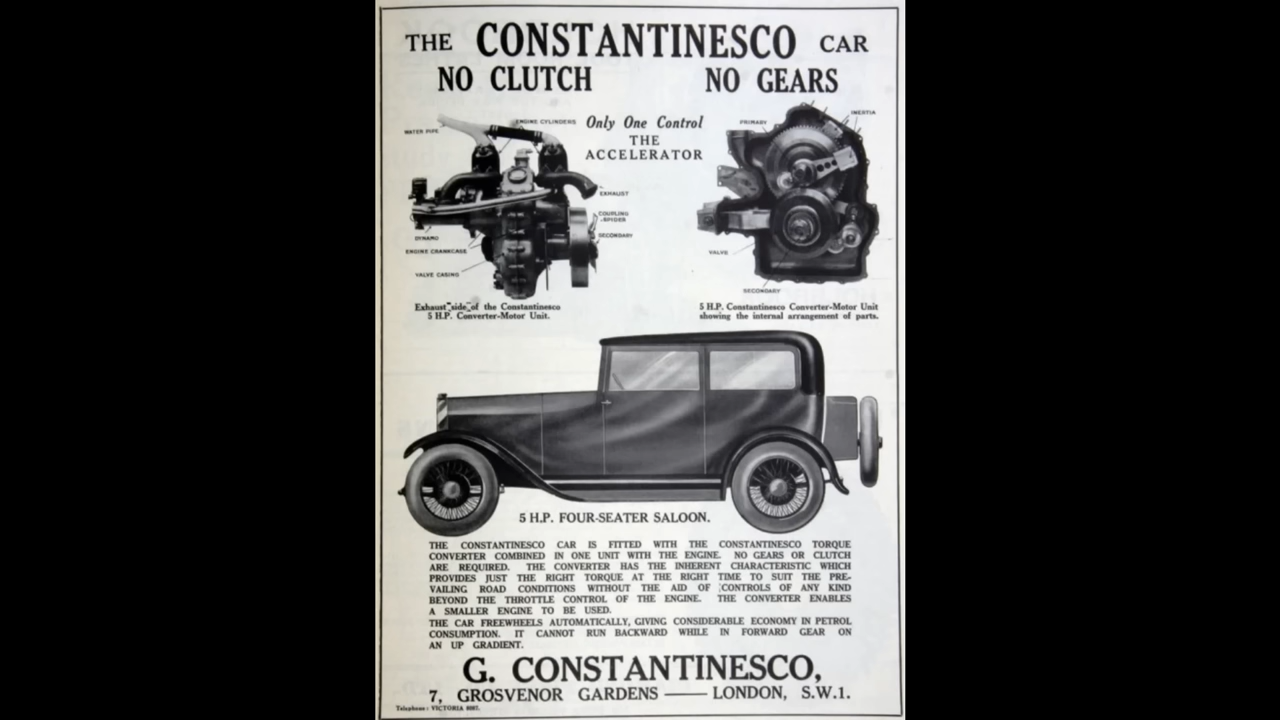 THE CONSTANTINESCO CAR
NO CLUTCH NO GEARS
Only One Control
THE
ACCELERATOR
WATER PIPE
ENGINE CYLINDERS
EXHAUST
COUPLING
SPYDER
SECONDARY
DYNAMO
ENGINE CRANKCASE
VALVE CASING
Exhaust side of the Constantinesco
5 H.P. Converter-Motor Unit.
PRIMARY
INERTIA
VALVE
SECONDARY
5 H.P. Constantinesco Converter-Motor Unit
showing the internal arrangement of parts.
5 H.P. FOUR-SEATER SALOON.
THE CONSTANTINESCO CAR IS FITTED WITH THE CONSTANTINESCO TORQUE
CONVERTER COMBINED IN ONE UNIT WITH THE ENGINE. NO GEARS OR CLUTCH
ARE REQUIRED. THE CONVERTER HAS THE INHERENT CHARACTERISTIC WHICH
PROVIDES JUST THE RIGHT TORQUE AT THE RIGHT TIME TO SUIT THE PRE-
VAILING ROAD CONDITIONS WITHOUT THE AID OF CONTROLS OF ANY KIND
BEYOND THE THROTTLE CONTROL OF THE ENGINE. THE CONVERTER ENABLES
A SMALLER ENGINE TO BE USED.
THE CAR FREEWHEELS AUTOMATICALLY, GIVING CONSIDERABLE ECONOMY IN PETROL
CONSUMPTION. IT CANNOT RUN BACKWARD WHILE IN FORWARD GEAR ON
AN UP GRADIENT.
G. CONSTANTINESCO,
7, GROSVENOR GARDENS — LONDON, S.W.1.
Telephone: VICTORIA